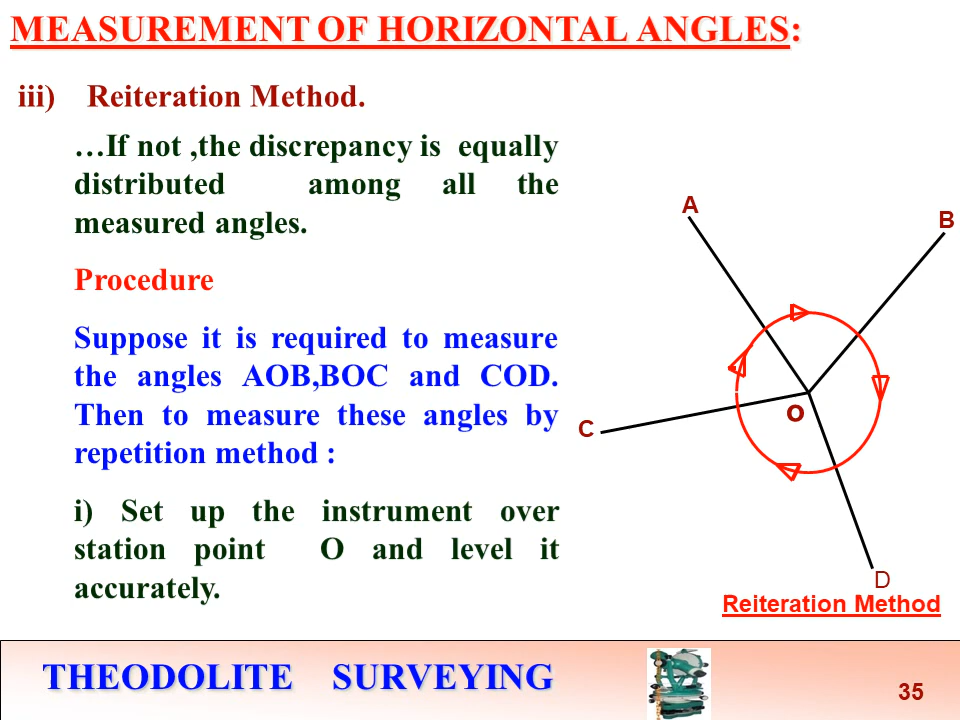 MEASUREMENT OF HORIZONTAL ANGLES:
iii) Reiteration Method.
…If not ,the discrepancy is equally
distributed among all the
measured angles.
Procedure
Suppose it is required to measure
the angles AOB,BOC and COD.
Then to measure these angles by
repetition method :
i) Set up the instrument over
station point O and level it
accurately.
A
B
O
C
D
Reiteration Method
THEODOLITE SURVEYING
35